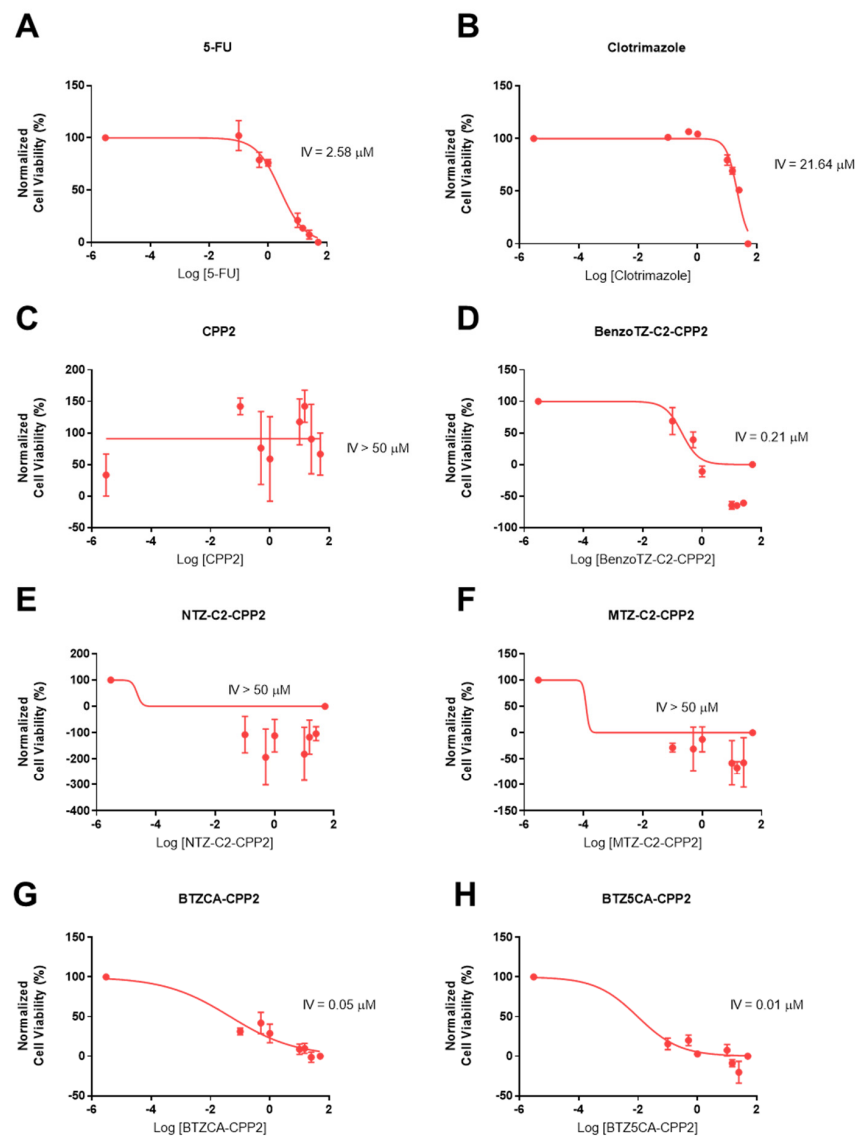 A
5-FU
Normalized
Cell Viability (%)
150
100
50
0
-6
-4
-2
0
2
Log [5-FU]
IV = 2.58 μM
B
Clotrimazole
Normalized
Cell Viability (%)
150
100
50
0
-6
-4
-2
0
2
Log [Clotrimazole]
IV = 21.64 μM
C
CPP2
Normalized
Cell Viability (%)
200
150
100
50
0
-50
-6
-4
-2
0
2
Log [CPP2]
IV > 50 μM
D
BenzoTZ-C2-CPP2
Normalized
Cell Viability (%)
150
100
50
0
-50
-100
-6
-4
-2
0
2
Log [BenzoTZ-C2-CPP2]
IV = 0.21 μM
E
NTZ-C2-CPP2
Normalized
Cell Viability (%)
200
100
0
-100
-200
-300
-400
-6
-4
-2
0
2
Log [NTZ-C2-CPP2]
IV > 50 μM
F
MTZ-C2-CPP2
Normalized
Cell Viability (%)
150
100
50
0
-50
-100
-150
-6
-4
-2
0
2
Log [MTZ-C2-CPP2]
IV > 50 μM
G
BTZCA-CPP2
Normalized
Cell Viability (%)
150
100
50
0
-50
-6
-4
-2
0
2
Log [BTZCA-CPP2]
IV = 0.05 μM
H
BTZ5CA-CPP2
Normalized
Cell Viability (%)
150
100
50
0
-50
-6
-4
-2
0
2
Log [BTZ5CA-CPP2]
IV = 0.01 μM